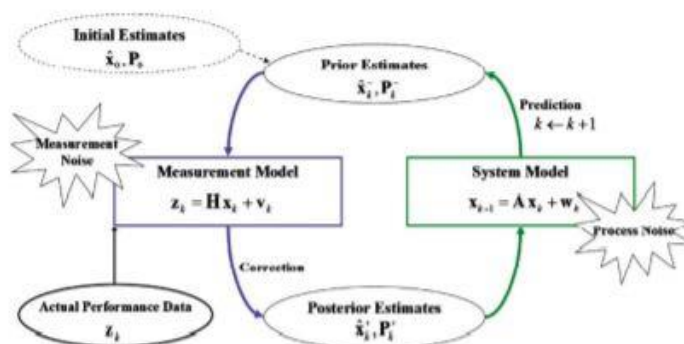 Initial Estimates
x̂₀, P₀
Prior Estimates
x̂ₖ⁻, Pₖ⁻
Prediction
k ← k+1
Measurement
Noise
Measurement Model
zₖ = H xₖ + vₖ
System Model
xₖ₊₁ = A xₖ + wₖ
Process Noise
Correction
Actual Performance Data
zₖ
Posterior Estimates
x̂ₖ⁺, Pₖ⁺